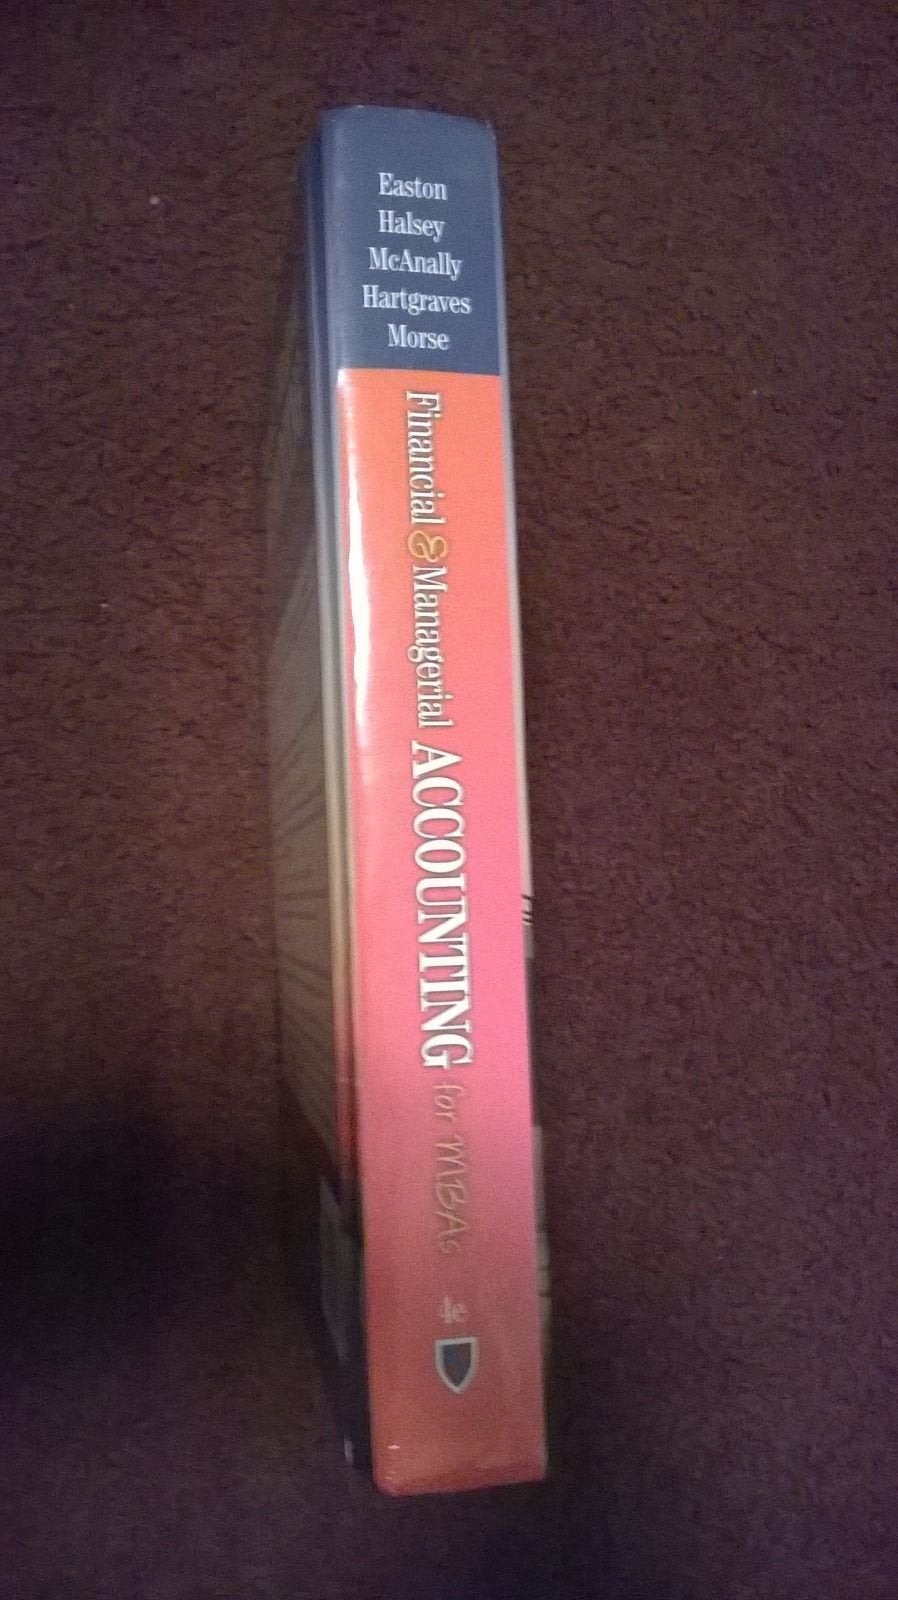 Easton
Halsey
McAnally
Hartgraves
Morse
Financial & Managerial ACCOUNTING for MBAs 4e